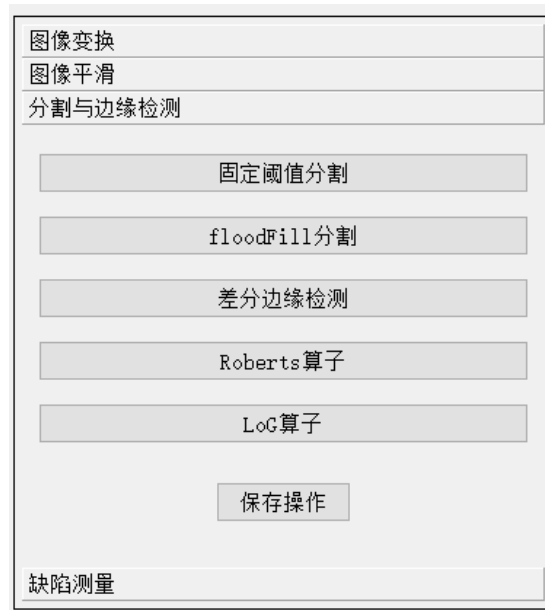 图像变换
图像平滑
分割与边缘检测
固定阈值分割
floodFill分割
差分边缘检测
Roberts算子
LoG算子
保存操作
缺陷测量